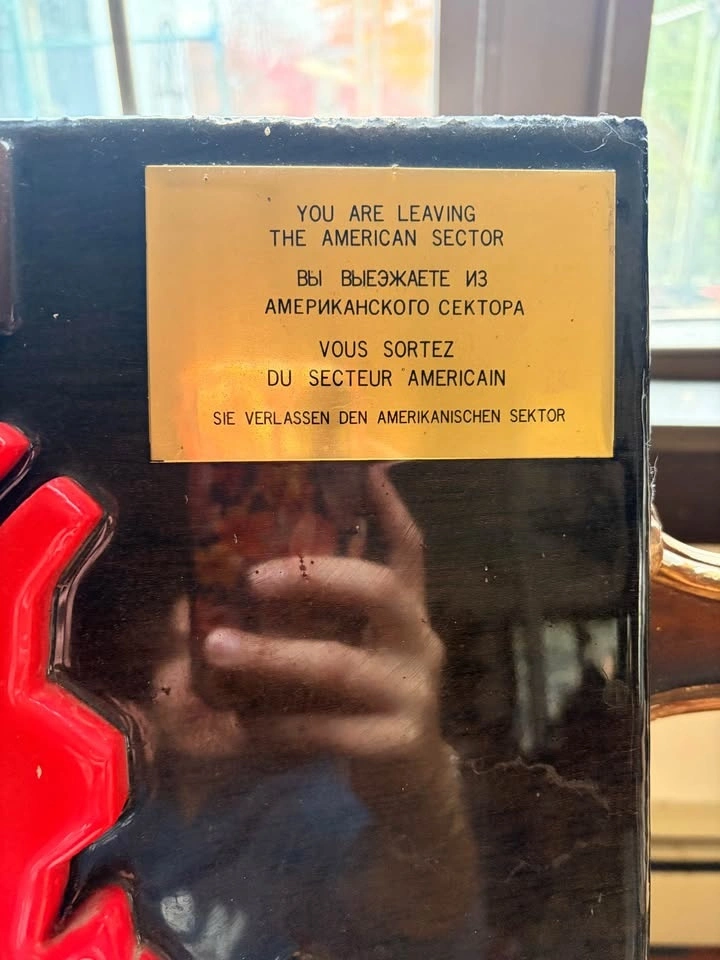 YOU ARE LEAVING
THE AMERICAN SECTOR
ВЫ ВЫЕЭЖАЕТЕ ИЗ
АМЕРИКАНСКОГО СЕКТОРА
VOUS SORTEZ
DU SECTEUR AMERICAIN
SIE VERLASSEN DEN AMERIKANISCHEN SEKTOR